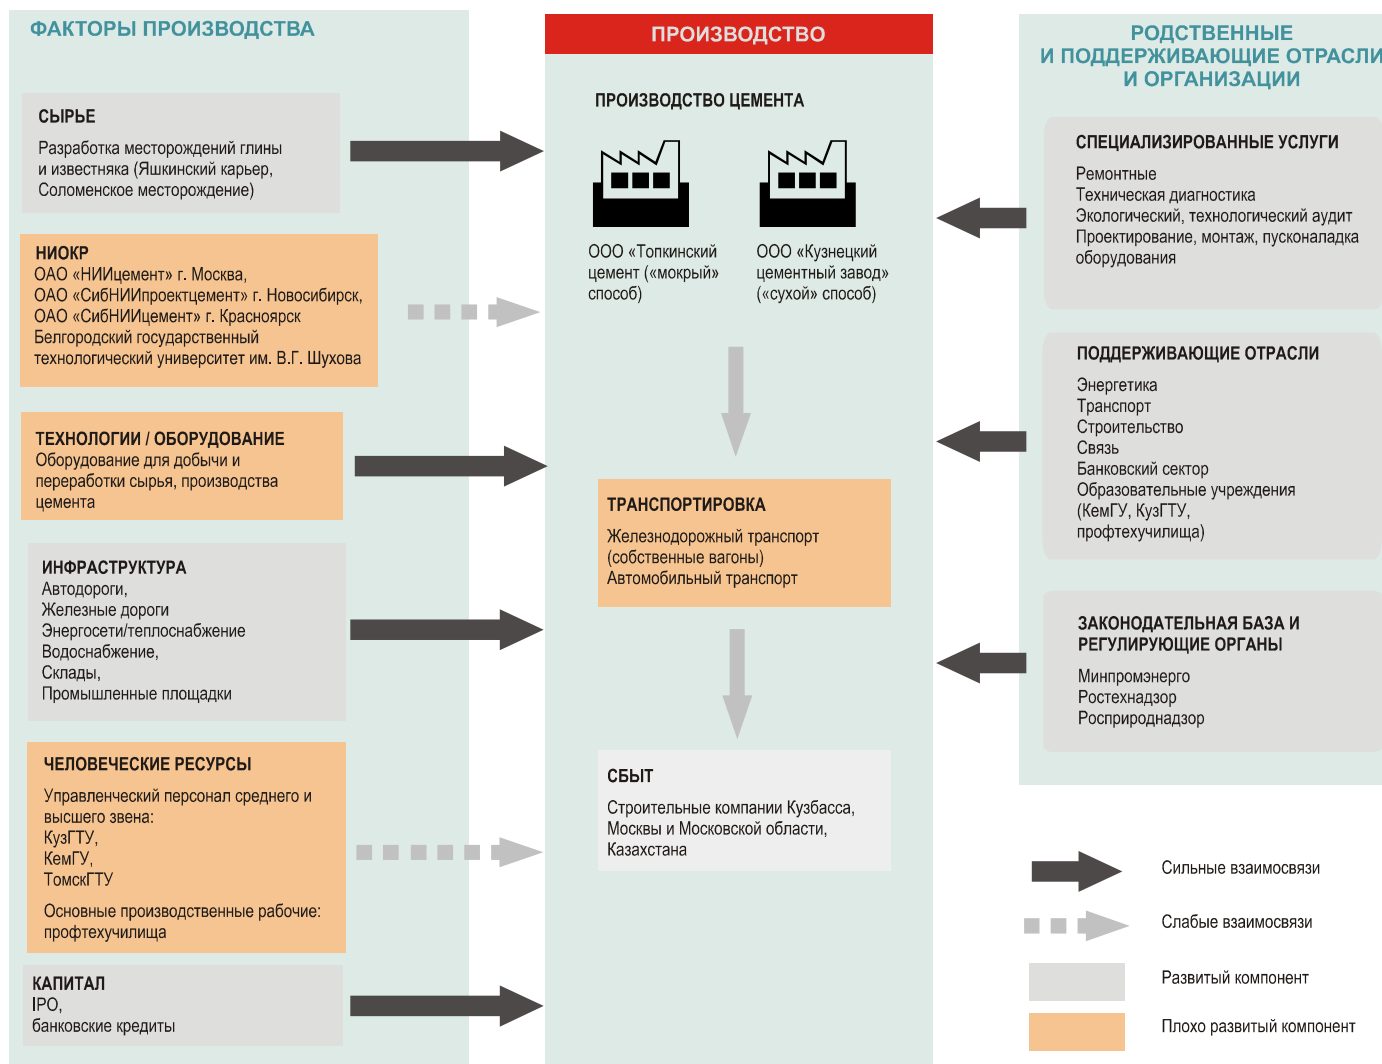 ФАКТОРЫ ПРОИЗВОДСТВА
СЫРЬЕ
Разработка месторождений глины
и известняка (Яшкинский карьер,
Соломенское месторождение)
НИОКР
ОАО «НИИцемент» г. Москва,
ОАО «СибНИИпроектцемент» г. Новосибирск,
ОАО «СибНИИцемент» г. Красноярск
Белгородский государственный
технологический университет им. В.Г. Шухова
ТЕХНОЛОГИИ / ОБОРУДОВАНИЕ
Оборудование для добычи и
переработки сырья, производства
цемента
ИНФРАСТРУКТУРА
Автодороги,
Железные дороги
Энергосети/теплоснабжение
Водоснабжение,
Склады,
Промышленные площадки
ЧЕЛОВЕЧЕСКИЕ РЕСУРСЫ
Управленческий персонал среднего и
высшего звена:
КузГТУ,
КемГУ,
ТомскГТУ
Основные производственные рабочие:
профтехучилища
КАПИТАЛ
IPO,
банковские кредиты
ПРОИЗВОДСТВО
ПРОИЗВОДСТВО ЦЕМЕНТА
ООО «Топкинский
цемент («мокрый»
способ)
ООО «Кузнецкий
цементный завод»
(«сухой» способ)
ТРАНСПОРТИРОВКА
Железнодорожный транспорт
(собственные вагоны)
Автомобильный транспорт
СБЫТ
Строительные компании Кузбасса,
Москвы и Московской области,
Казахстана
РОДСТВЕННЫЕ
И ПОДДЕРЖИВАЮЩИЕ ОТРАСЛИ
И ОРГАНИЗАЦИИ
СПЕЦИАЛИЗИРОВАННЫЕ УСЛУГИ
Ремонтные
Техническая диагностика
Экологический, технологический аудит
Проектирование, монтаж, пусконаладка
оборудования
ПОДДЕРЖИВАЮЩИЕ ОТРАСЛИ
Энергетика
Транспорт
Строительство
Связь
Банковский сектор
Образовательные учреждения
(КемГУ, КузГТУ,
профтехучилища)
ЗАКОНОДАТЕЛЬНАЯ БАЗА И
РЕГУЛИРУЮЩИЕ ОРГАНЫ
Минпромэнерго
Ростехнадзор
Росприроднадзор
Сильные взаимосвязи
Слабые взаимосвязи
Развитый компонент
Плохо развитый компонент